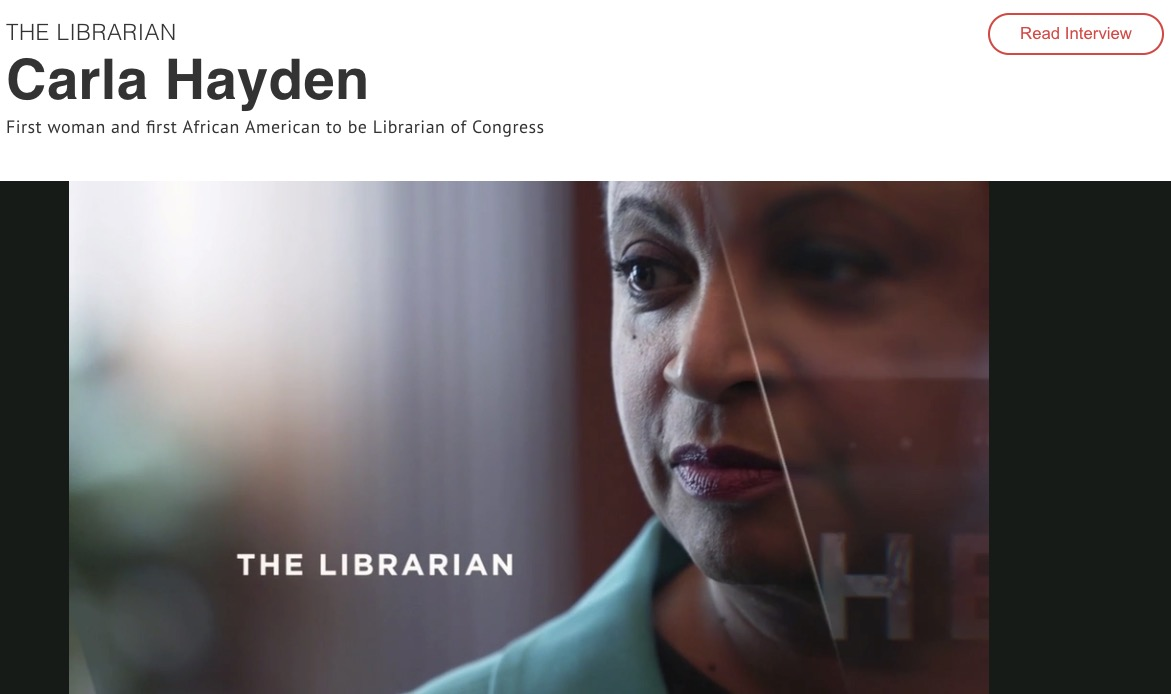 THE LIBRARIAN
Read Interview
Carla Hayden
First woman and first African American to be Librarian of Congress
THE LIBRARIAN
HE